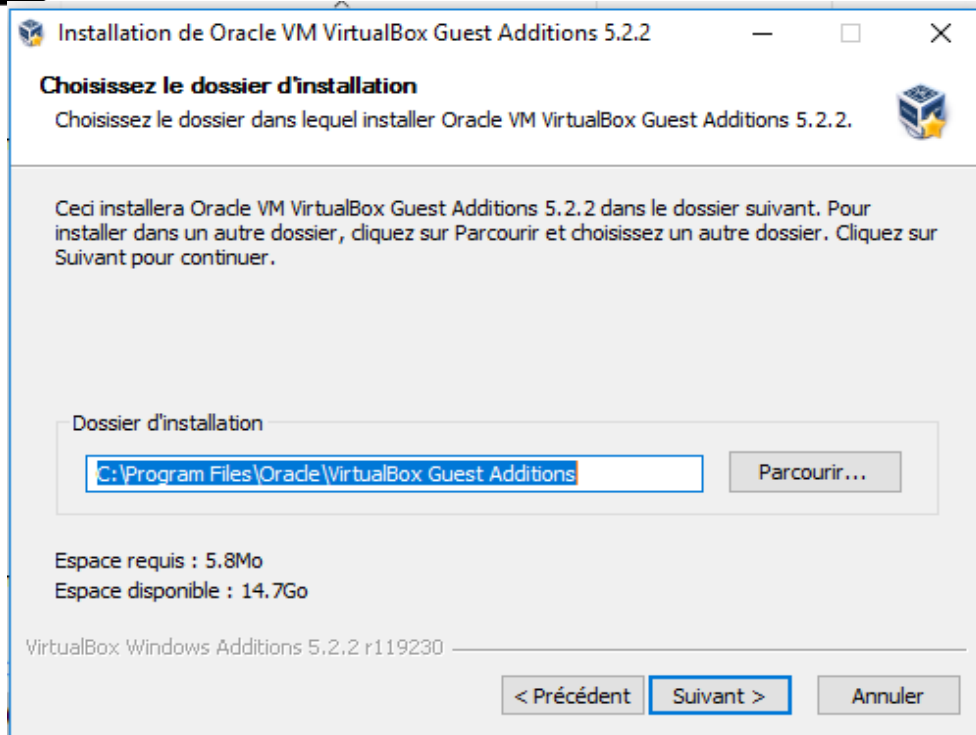 Installation de Oracle VM VirtualBox Guest Additions 5.2.2
Choisissez le dossier d'installation
Choisissez le dossier dans lequel installer Oracle VM VirtualBox Guest Additions 5.2.2.
Ceci installera Oracle VM VirtualBox Guest Additions 5.2.2 dans le dossier suivant. Pour
installer dans un autre dossier, cliquez sur Parcourir et choisissez un autre dossier. Cliquez sur
Suivant pour continuer.
Dossier d'installation
C:\Program Files\Oracle\VirtualBox Guest Additions
Parcourir...
Espace requis : 5.8Mo
Espace disponible : 14.7Go
VirtualBox Windows Additions 5.2.2 r119230
< Précédent
Suivant >
Annuler